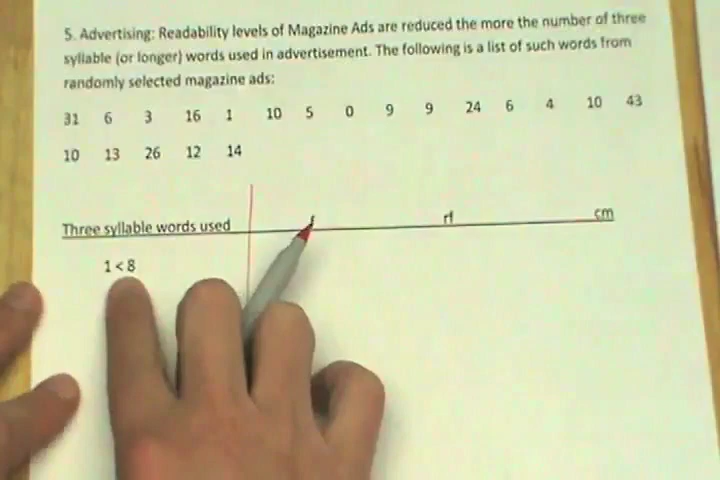 5. Advertising: Readability levels of Magazine Ads are reduced the more the number of three
syllable (or longer) words used in advertisement. The following is a list of such words from
randomly selected magazine ads:
31 6 3 16 1 10 5 0 9 9 24 6 4 10 43
10 13 26 12 14
Three syllable words used f rf cm
1 < 8